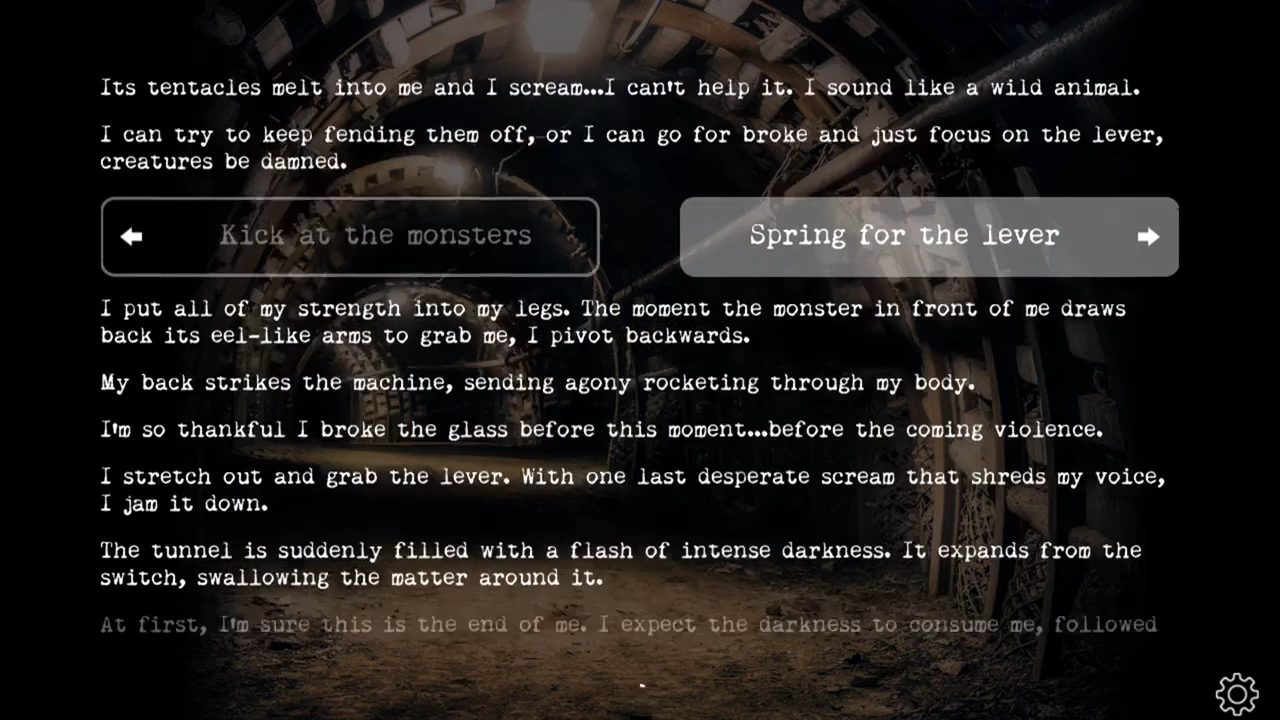 Its tentacles melt into me and I scream...I can't help it. I sound like a wild animal.
I can try to keep fending them off, or I can go for broke and just focus on the lever,
creatures be damned.
Kick at the monsters
Spring for the lever
I put all of my strength into my legs. The moment the monster in front of me draws
back its eel-like arms to grab me, I pivot backwards.
My back strikes the machine, sending agony rocketing through my body.
I'm so thankful I broke the glass before this moment...before the coming violence.
I stretch out and grab the lever. With one last desperate scream that shreds my voice,
I jam it down.
The tunnel is suddenly filled with a flash of intense darkness. It expands from the
switch, swallowing the matter around it.
At first, I'm sure this is the end of me. I expect the darkness to consume me, followed